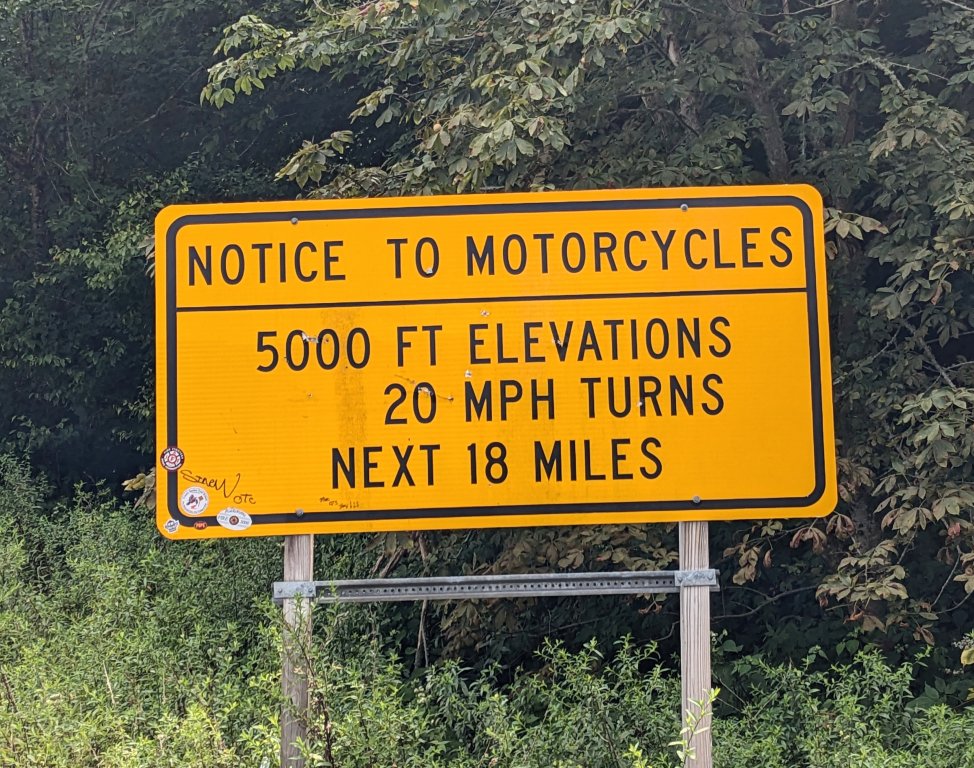 NOTICE TO MOTORCYCLES
5000 FT ELEVATIONS
20 MPH TURNS
NEXT 18 MILES